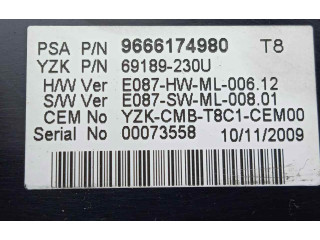 PSA P/N 9666174980 T8
YZK P/N 69189-230U
H/W Ver E087-HW-ML-006.12
S/W Ver E087-SW-ML-008.01
CEM No YZK-CMB-T8C1-CEM00
Serial No 00073558 10/11/2009